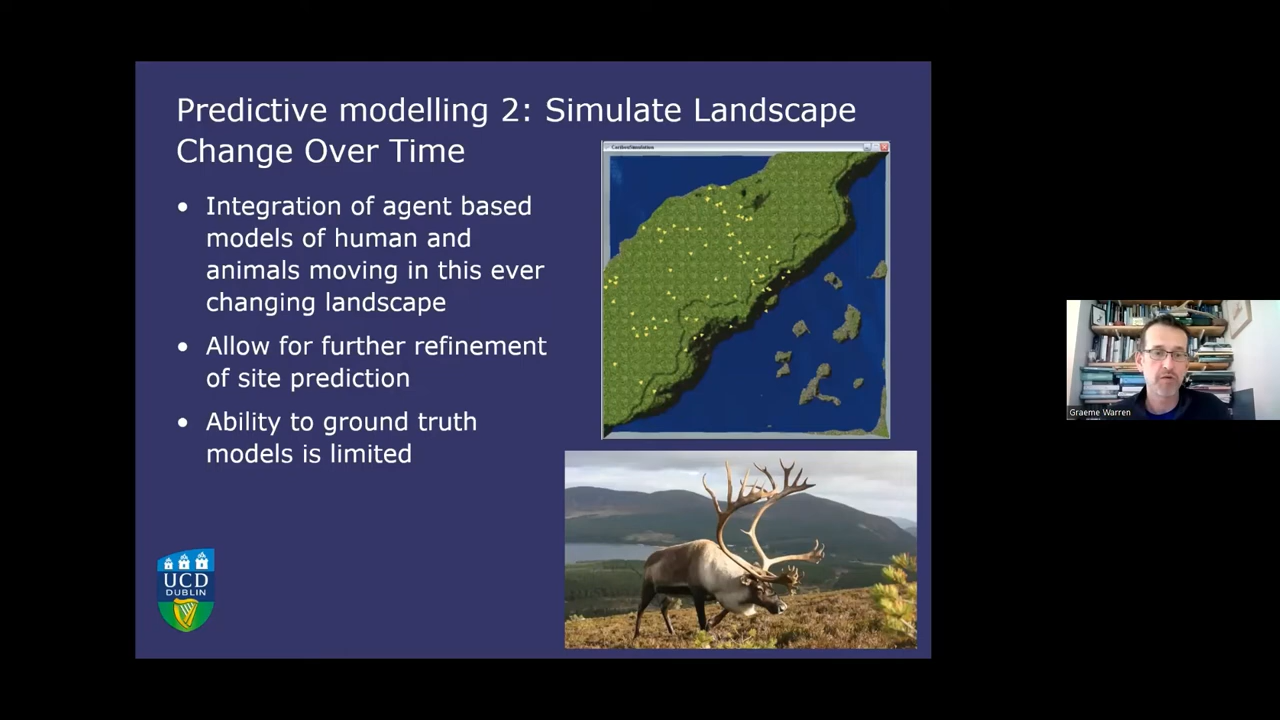 Predictive modelling 2: Simulate Landscape
Change Over Time
• Integration of agent based
models of human and
animals moving in this ever
changing landscape
• Allow for further refinement
of site prediction
• Ability to ground truth
models is limited
UCD
DUBLIN
Graeme Warren